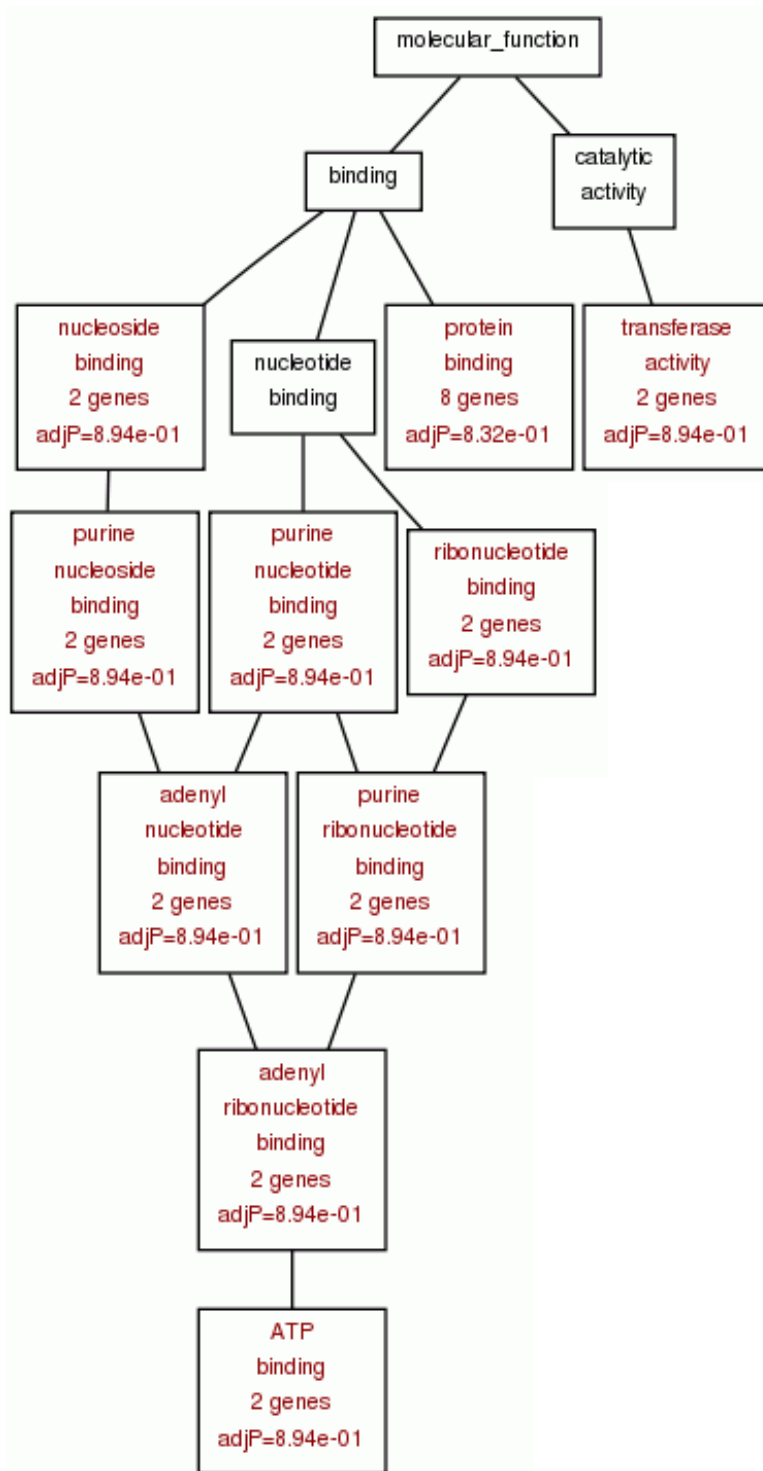 molecular_function
binding
catalytic
activity
nucleoside
binding
2 genes
adjP=8.94e-01
nucleotide
binding
protein
binding
8 genes
adjP=8.32e-01
transferase
activity
2 genes
adjP=8.94e-01
purine
nucleoside
binding
2 genes
adjP=8.94e-01
purine
nucleotide
binding
2 genes
adjP=8.94e-01
ribonucleotide
binding
2 genes
adjP=8.94e-01
adenyl
nucleotide
binding
2 genes
adjP=8.94e-01
purine
ribonucleotide
binding
2 genes
adjP=8.94e-01
adenyl
ribonucleotide
binding
2 genes
adjP=8.94e-01
ATP
binding
2 genes
adjP=8.94e-01